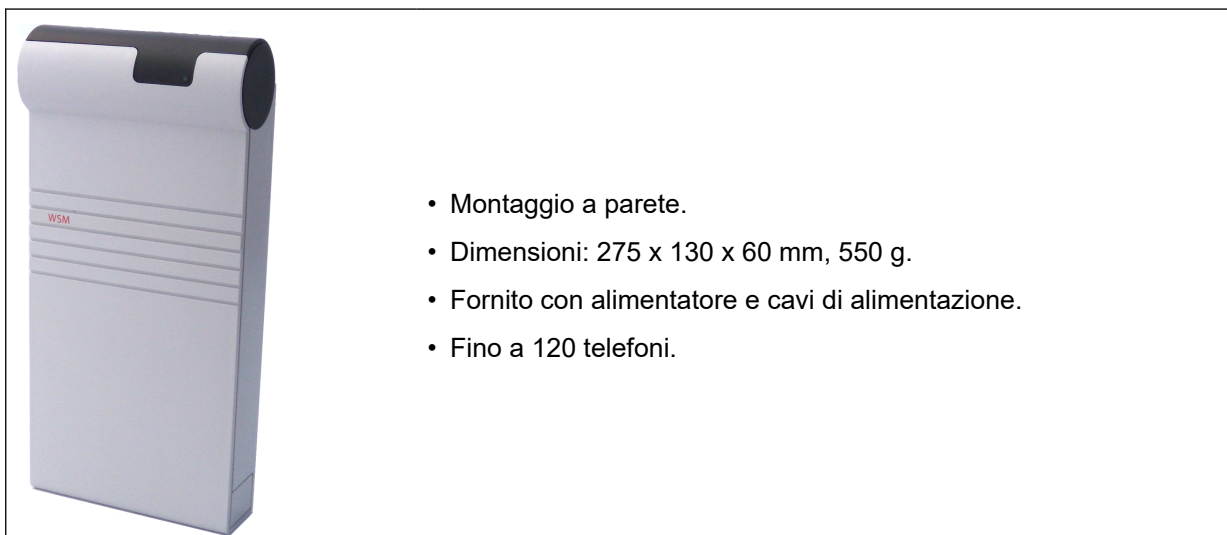 WSM
• Montaggio a parete.
• Dimensioni: 275 x 130 x 60 mm, 550 g.
• Fornito con alimentatore e cavi di alimentazione.
• Fino a 120 telefoni.